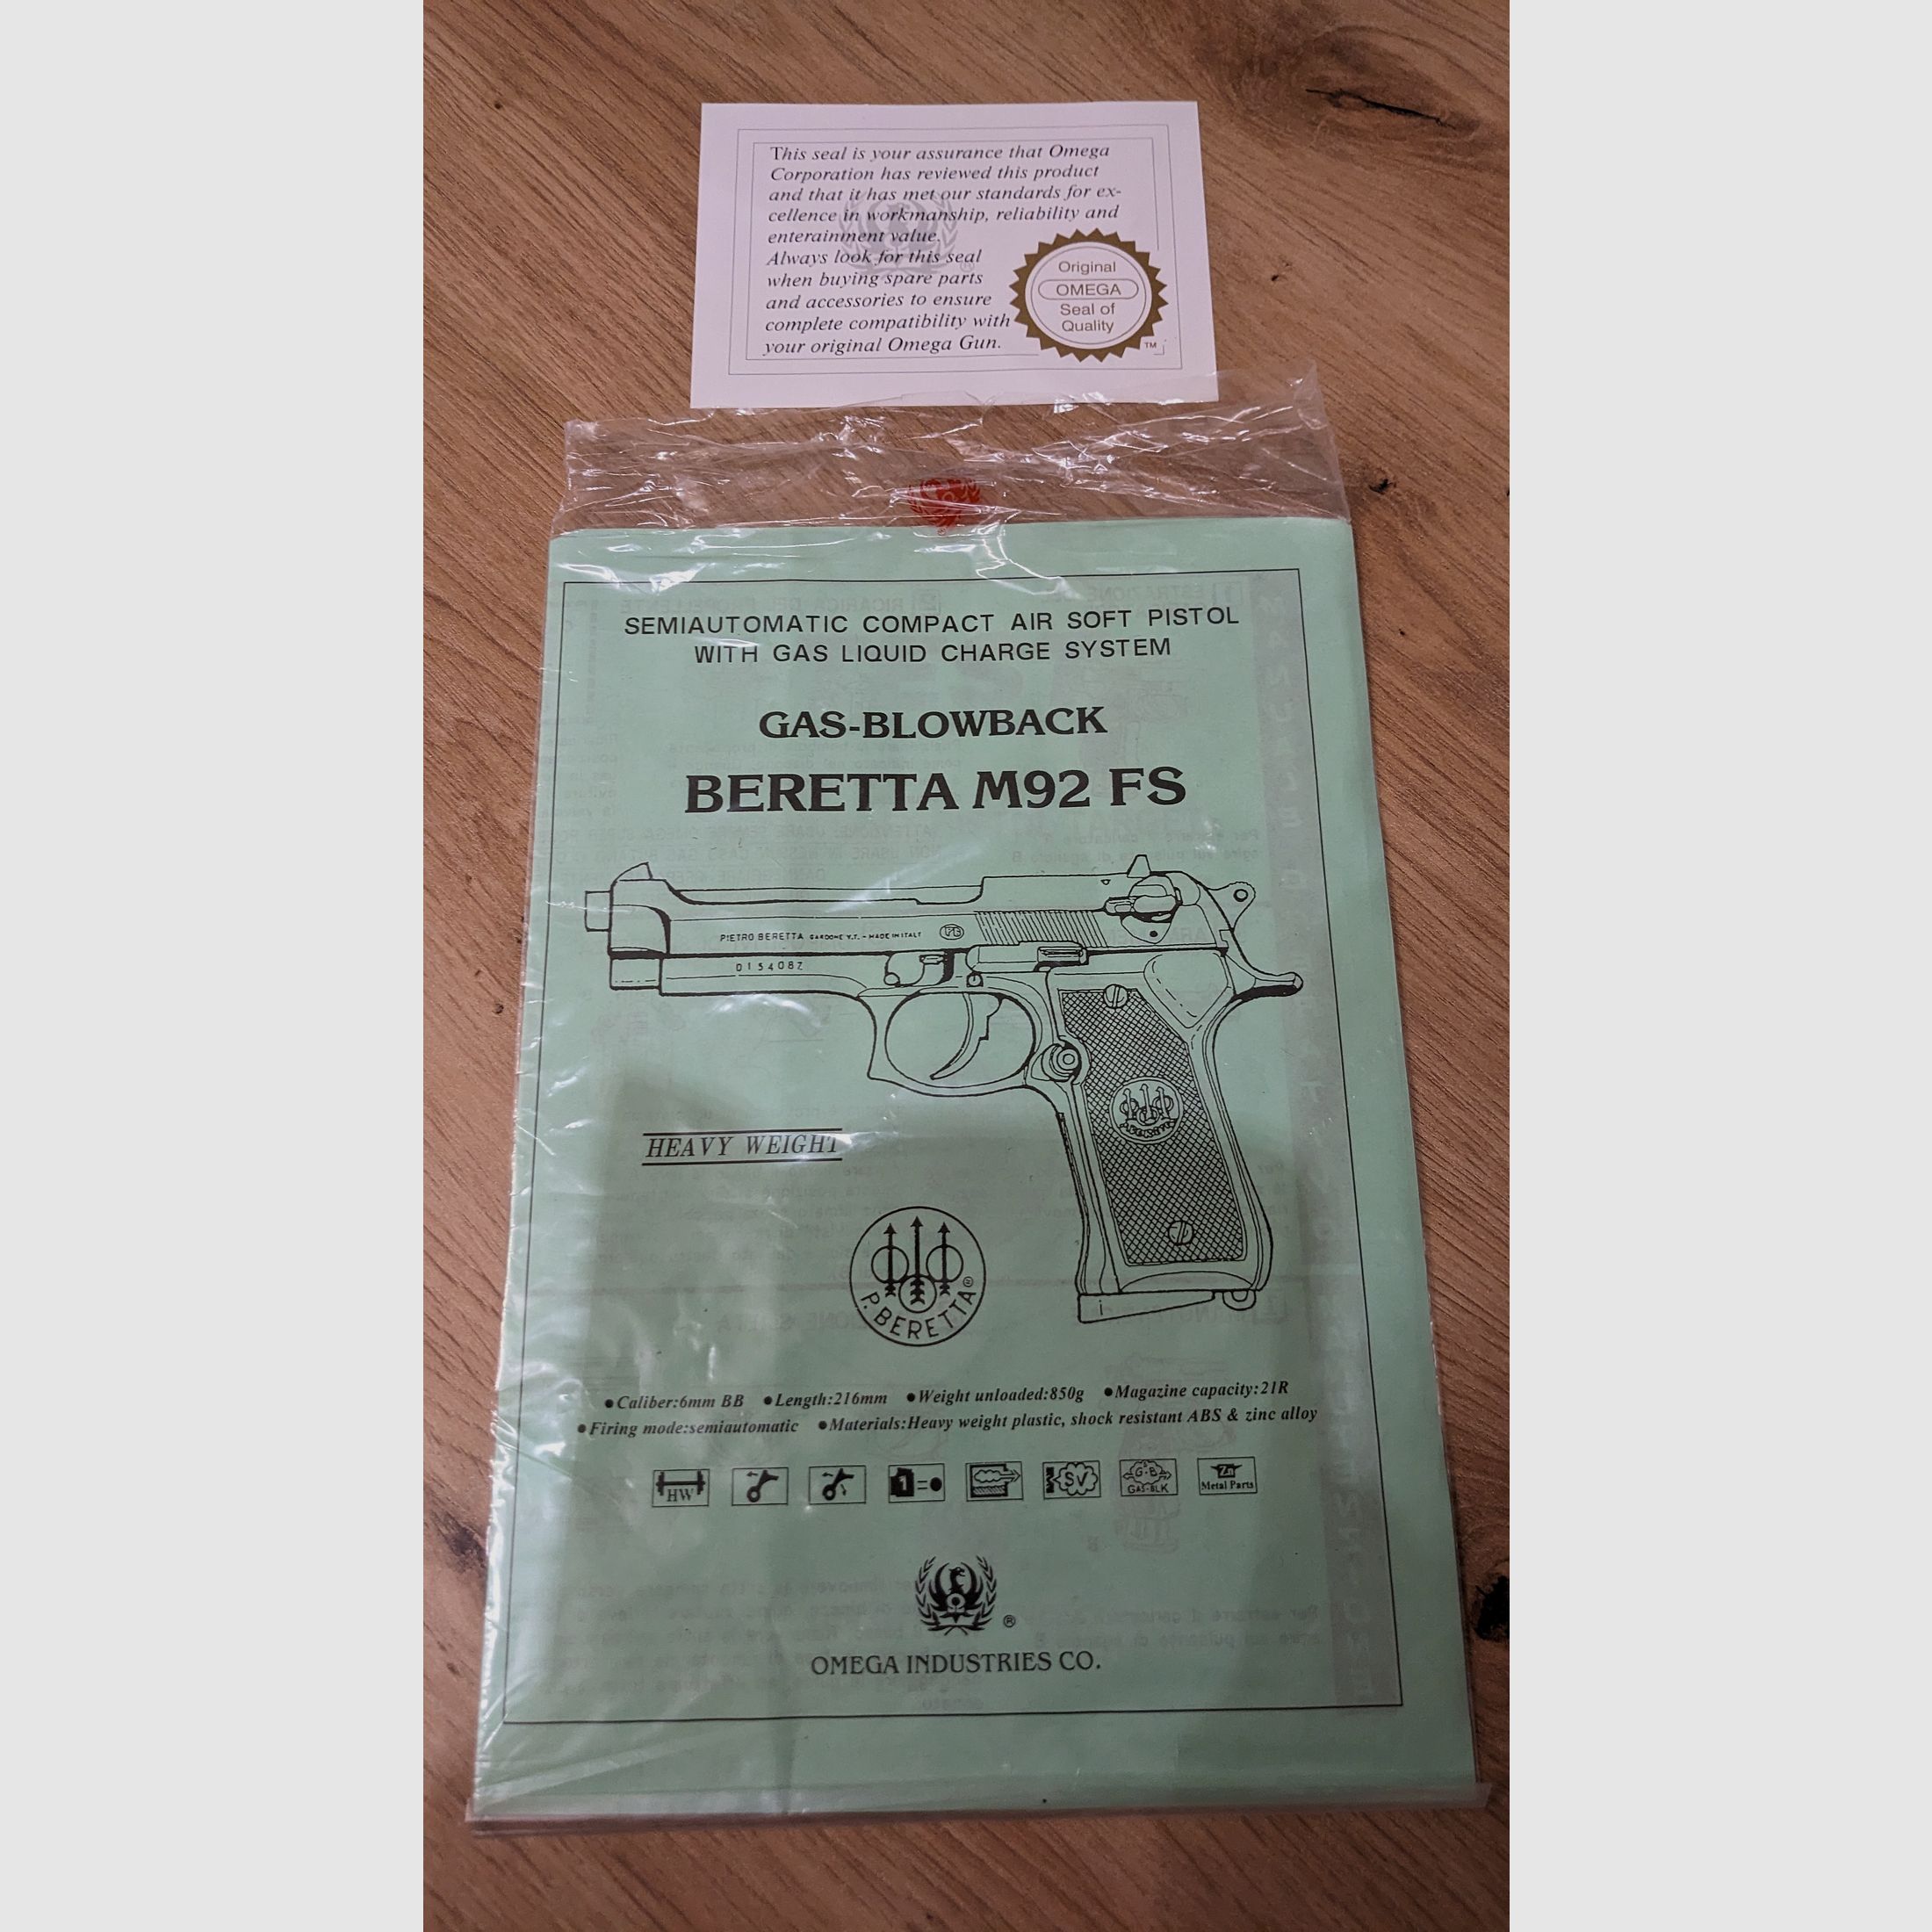 This seal is your assurance that Omega
Corporation has reviewed this product
and that it has met our standards for ex-
cellence in workmanship, reliability and
enterainment value.
Always look for this seal
when buying spare parts
and accessories to ensure
complete compatibility with
your original Omega Gun.
Original
OMEGA
Seal of
Quality
TM
SEMIAUTOMATIC COMPACT AIR SOFT PISTOL
WITH GAS LIQUID CHARGE SYSTEM
GAS-BLOWBACK
BERETTA M92 FS
PIETRO BERETTA GARDONE V.T. - MADE IN ITALY
HEAVY WEIGHT
P. BERETTA ®
●Caliber:6mm BB ●Length:216mm ●Weight unloaded:850g ●Magazine capacity:21R
●Firing mode:semiautomatic ●Materials:Heavy weight plastic, shock resistant ABS & zinc alloy
HW
1=●
SV
G-B
GAS-BLK
Zn
Metal Parts
®
OMEGA INDUSTRIES CO.